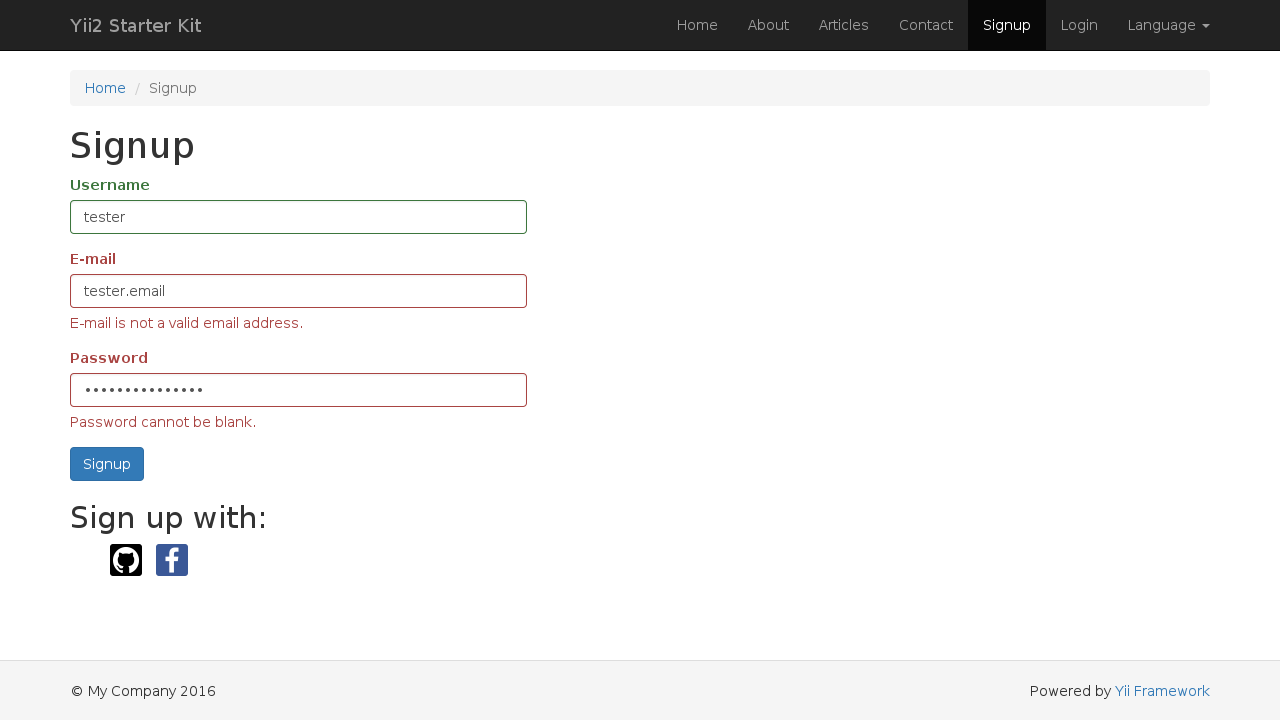 Yii2 Starter Kit Home About Articles Contact Signup Login Language
Home / Signup
Signup
Username
tester
E-mail
tester.email
E-mail is not a valid email address.
Password
•••••••••••••••
Password cannot be blank.
Signup
Sign up with:
© My Company 2016 Powered by Yii Framework